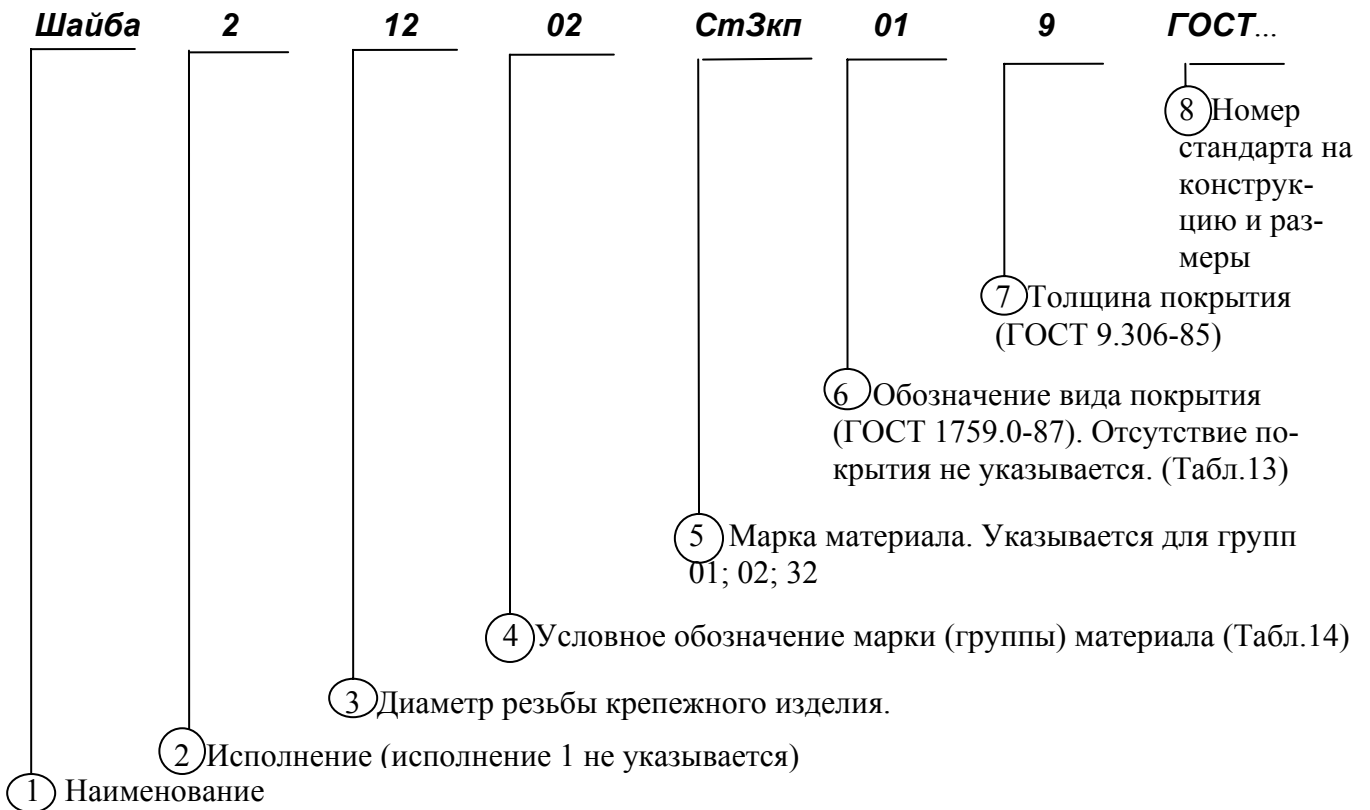 Шайба 2 12 02 Ст3кп 01 9 ГОСТ...
8 Номер
стандарта на
конструк-
цию и раз-
меры
7 Толщина покрытия
(ГОСТ 9.306-85)
6 Обозначение вида покрытия
(ГОСТ 1759.0-87). Отсутствие по-
крытия не указывается. (Табл.13)
5 Марка материала. Указывается для групп
01; 02; 32
4 Условное обозначение марки (группы) материала (Табл.14)
3 Диаметр резьбы крепежного изделия.
2 Исполнение (исполнение 1 не указывается)
1 Наименование